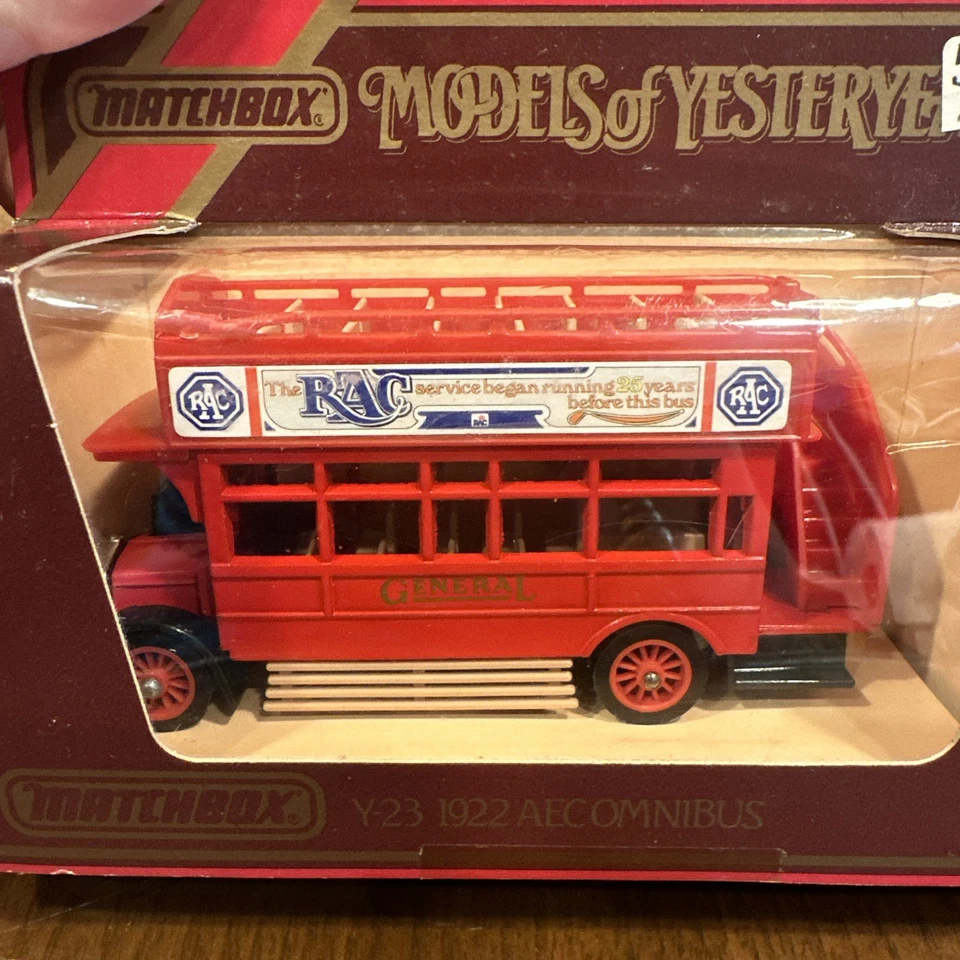 MATCHBOX
MODELS of YESTERYE
RAC
The RAC service began running 25 years
before this bus
RAC
RAC
GENERAL
MATCHBOX
Y-23 1922 AEC OMNIBUS